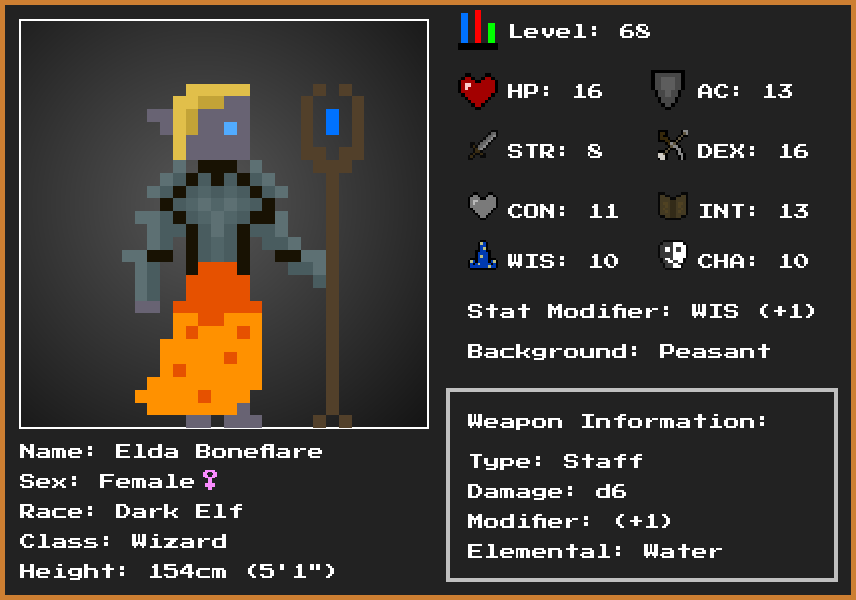 Level: 68
HP: 16 AC: 13
STR: 8 DEX: 16
CON: 11 INT: 13
WIS: 10 CHA: 10
Stat Modifier: WIS (+1)
Background: Peasant
Weapon Information:
Type: Staff
Damage: d6
Modifier: (+1)
Elemental: Water
Name: Elda Boneflare
Sex: Female♀
Race: Dark Elf
Class: Wizard
Height: 154cm (5'1")